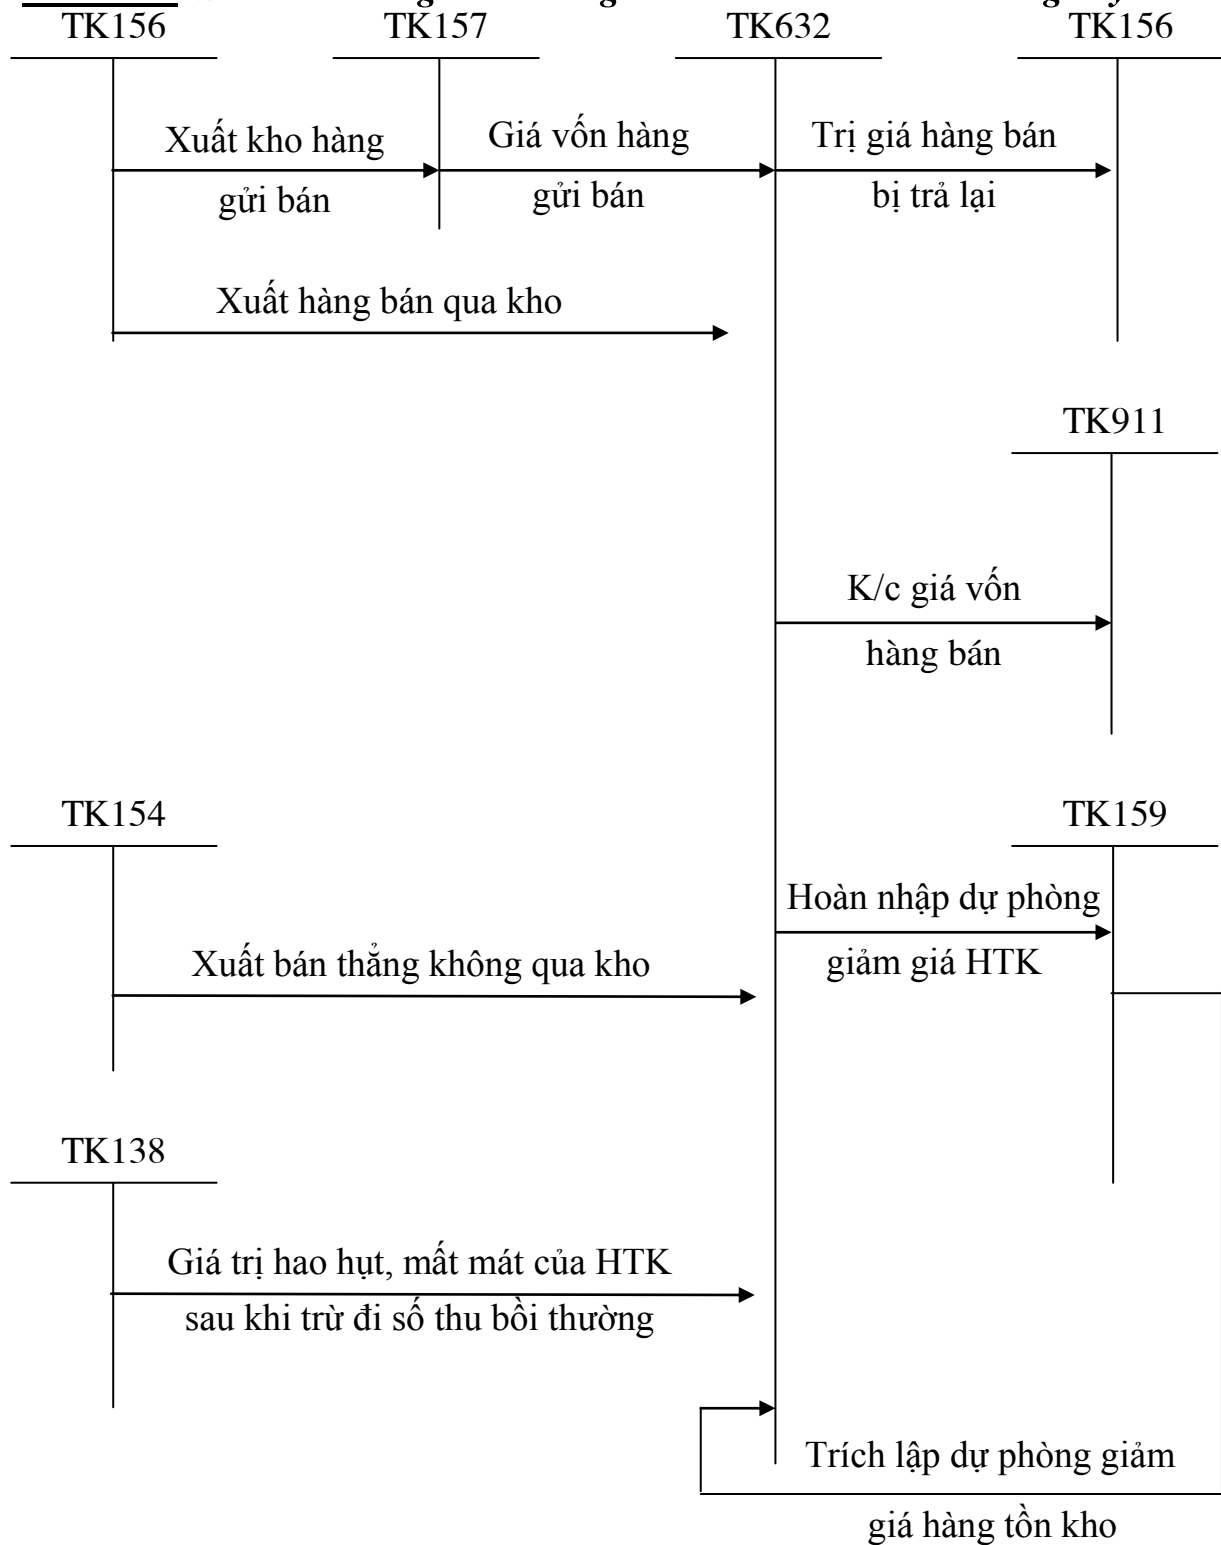 TK156 TK157 TK632 TK156
Xuất kho hàng
gửi bán
Giá vốn hàng
gửi bán
Trị giá hàng bán
bị trả lại
Xuất hàng bán qua kho
TK911
K/c giá vốn
hàng bán
TK154
TK159
Hoàn nhập dự phòng
giảm giá HTK
Xuất bán thẳng không qua kho
TK138
Giá trị hao hụt, mất mát của HTK
sau khi trừ đi số thu bồi thường
Trích lập dự phòng giảm
giá hàng tồn kho